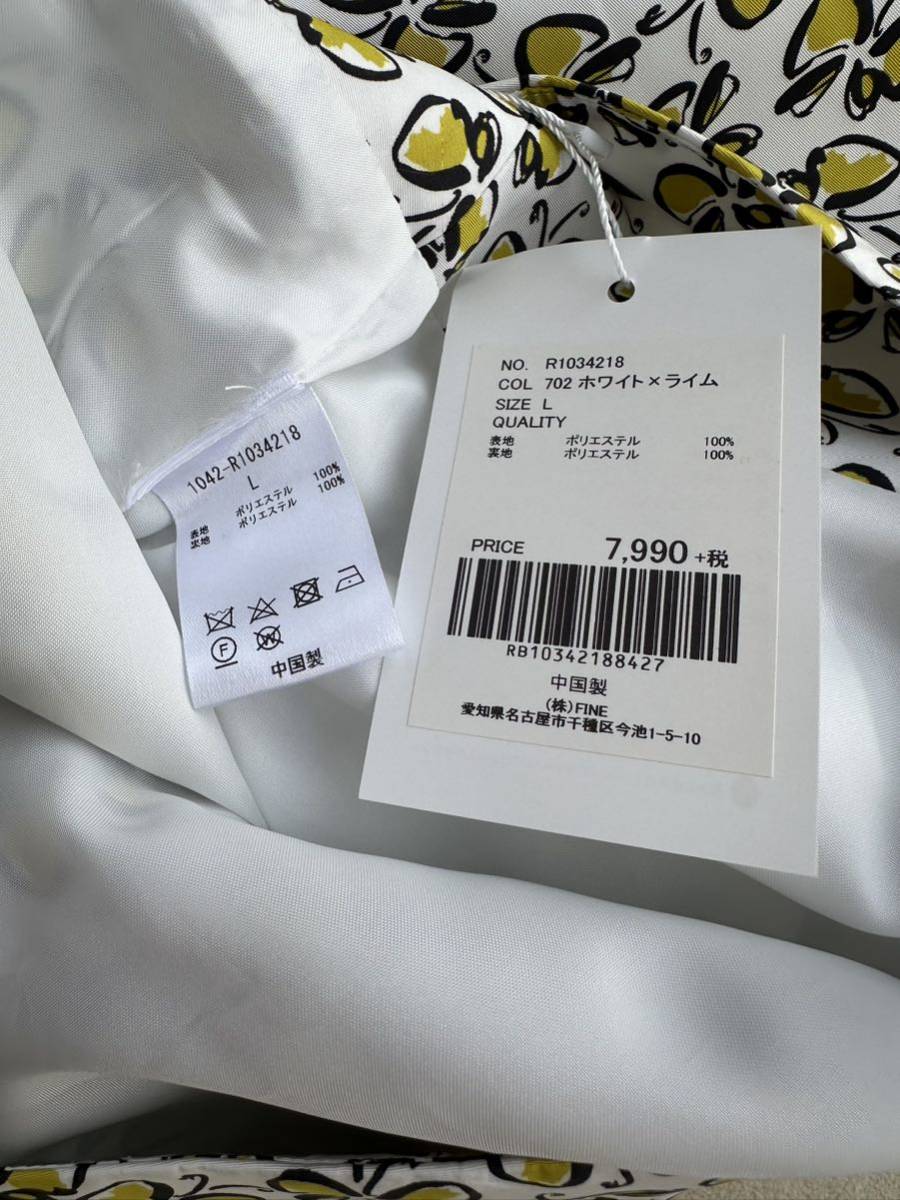 NO. R1034218
COL 702 ホワイト×ライム
SIZE L
QUALITY
表地 ポリエステル 100%
裏地 ポリエステル 100%
PRICE 7,990 +税
RB10342188427
中国製
(株)FINE
愛知県名古屋市千種区今池1-5-10
1042-R1034218
L
表地 ポリエステル 100%
裏地 ポリエステル 100%
F
W
中国製